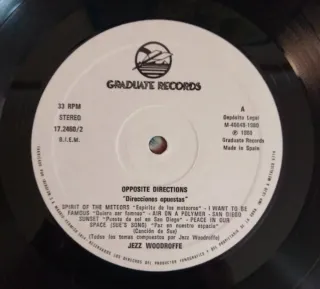 GRADUATE RECORDS
33 RPM
STEREO
17.2460/2
B.I.E.M.
A
Depósito Legal
M-40040-1980
℗ 1980
Graduate Records
Made in Spain
OPPOSITE DIRECTIONS
"Direcciones opuestas"
SPIRIT OF THE METEORS "Espíritu de los meteoros" - I WANT TO BE
FAMOUS "Quiero ser famoso" - AIR ON A POLYMER - SAN DIEGO
SUNSET "Puesta de sol en San Diego" - PEACE IN OUR
SPACE (SUE'S SONG) "Paz en nuestro espacio"
(Canción de Sue)
(Todos los temas compuestos por Jezz Woodroffe)
JEZZ WOODROFFE